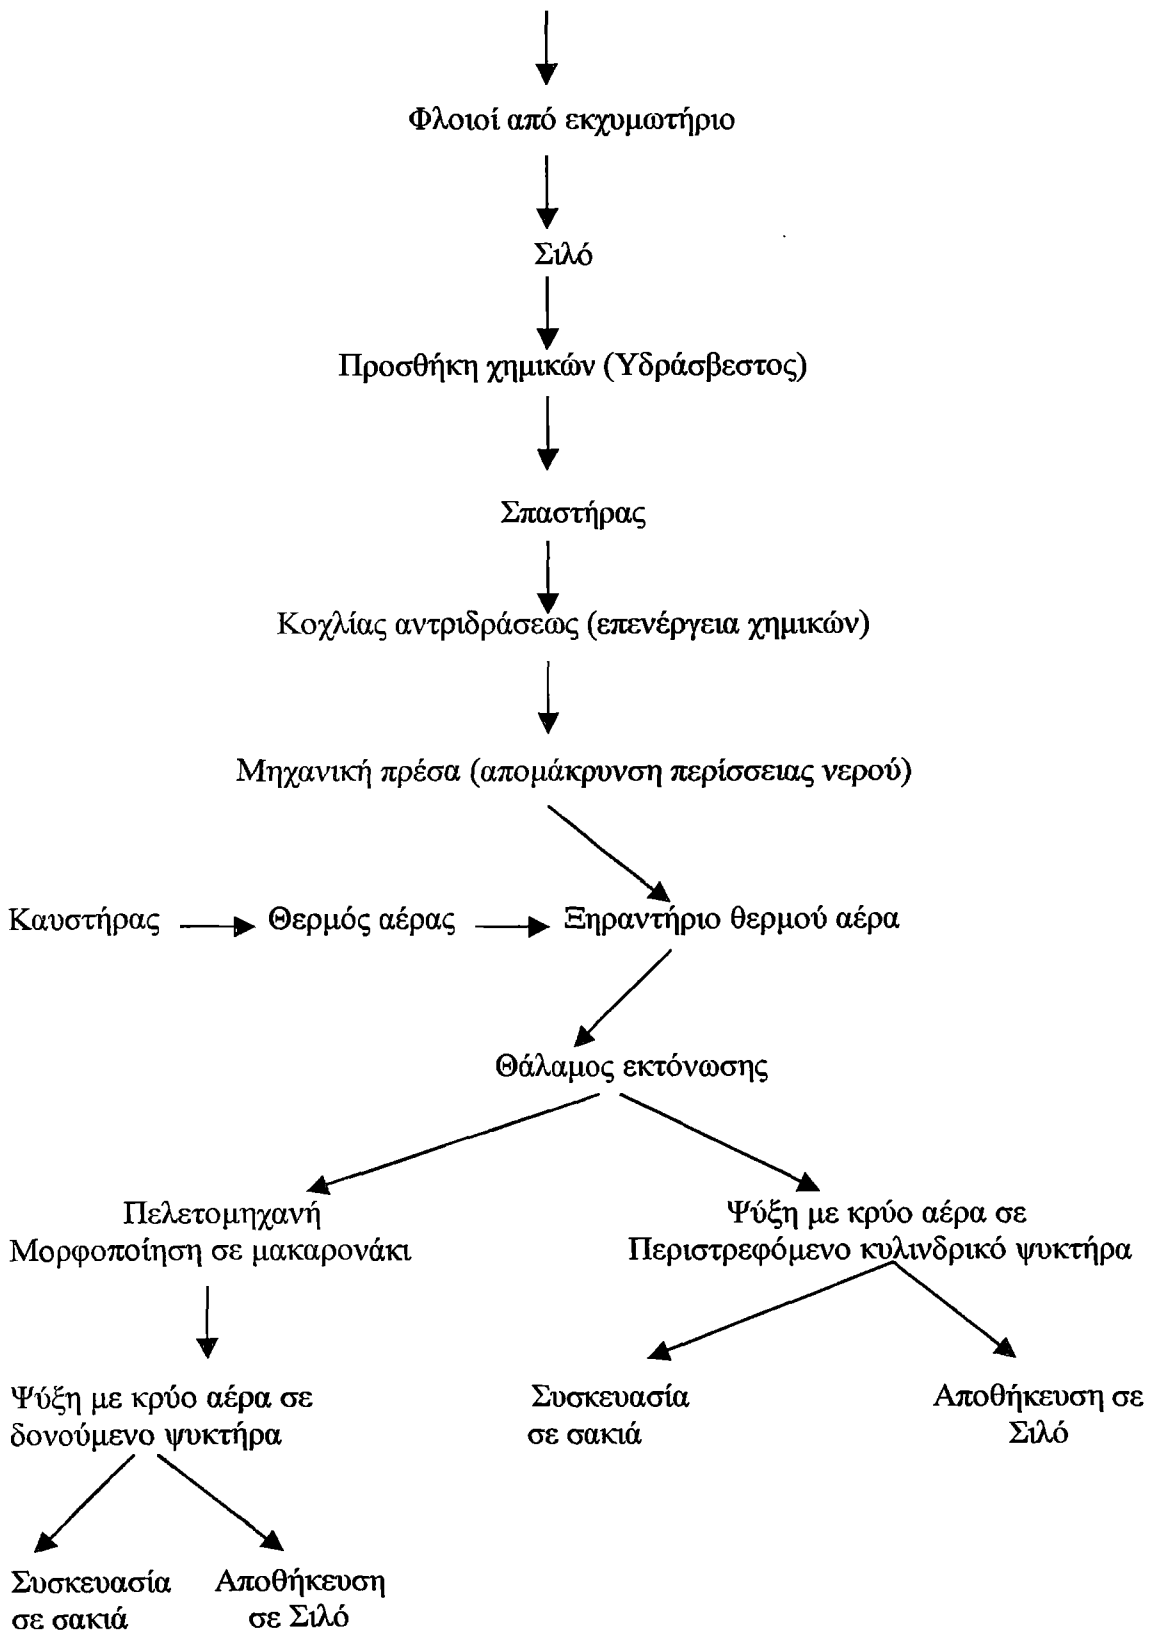 Φλοιοί από εκχυμωτήριο
Σιλό
Προσθήκη χημικών (Υδράσβεστος)
Σπαστήρας
Κοχλίας αντριδράσεως (επενέργεια χημικών)
Μηχανική πρέσα (απομάκρυνση περίσσειας νερού)
Καυστήρας Θερμός αέρας Ξηραντήριο θερμού αέρα
Θάλαμος εκτόνωσης
Πελετομηχανή
Μορφοποίηση σε μακαρονάκι
Ψύξη με κρύο αέρα σε
Περιστρεφόμενο κυλινδρικό ψυκτήρα
Ψύξη με κρύο αέρα σε
δονούμενο ψυκτήρα
Συσκευασία
σε σακιά
Αποθήκευση σε
Σιλό
Συσκευασία
σε σακιά
Αποθήκευση
σε Σιλό